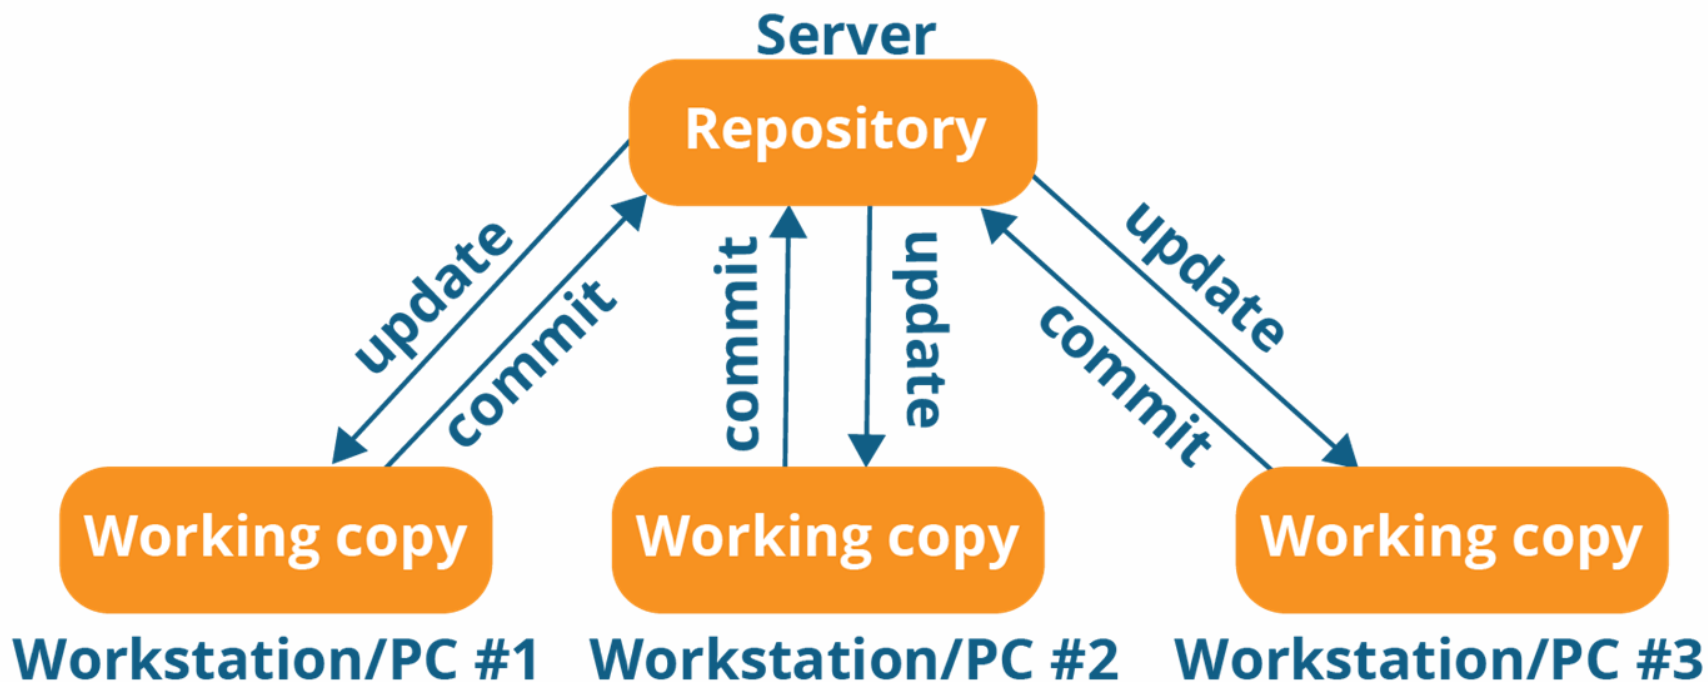 Server
Repository
update
commit
commit
update
commit
update
Working copy
Working copy
Working copy
Workstation/PC #1
Workstation/PC #2
Workstation/PC #3